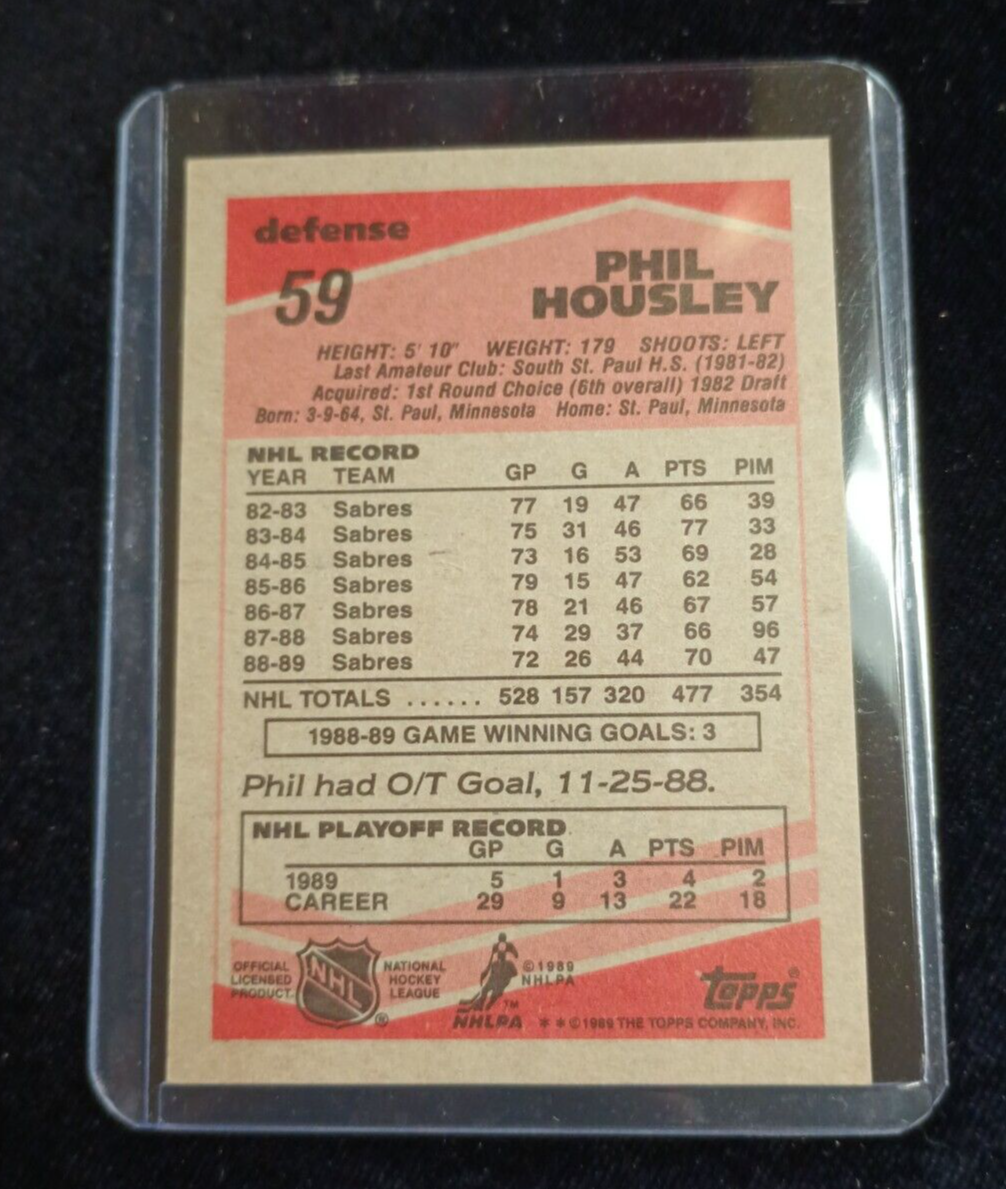 defense
59
PHIL
HOUSLEY
HEIGHT: 5' 10" WEIGHT: 179 SHOOTS: LEFT
Last Amateur Club: South St. Paul H.S. (1981-82)
Acquired: 1st Round Choice (6th overall) 1982 Draft
Born: 3-9-64, St. Paul, Minnesota Home: St. Paul, Minnesota
NHL RECORD
YEAR TEAM GP G A PTS PIM
82-83 Sabres 77 19 47 66 39
83-84 Sabres 75 31 46 77 33
84-85 Sabres 73 16 53 69 28
85-86 Sabres 79 15 47 62 54
86-87 Sabres 78 21 46 67 57
87-88 Sabres 74 29 37 66 96
88-89 Sabres 72 26 44 70 47
NHL TOTALS ...... 528 157 320 477 354
1988-89 GAME WINNING GOALS: 3
Phil had O/T Goal, 11-25-88.
NHL PLAYOFF RECORD
GP G A PTS PIM
1989 5 1 3 4 2
CAREER 29 9 13 22 18
OFFICIAL
LICENSED
PRODUCT
NHL
®
NATIONAL
HOCKEY
LEAGUE
©1989
NHLPA
™
NHLPA
topps®
* * © 1989 THE TOPPS COMPANY, INC.